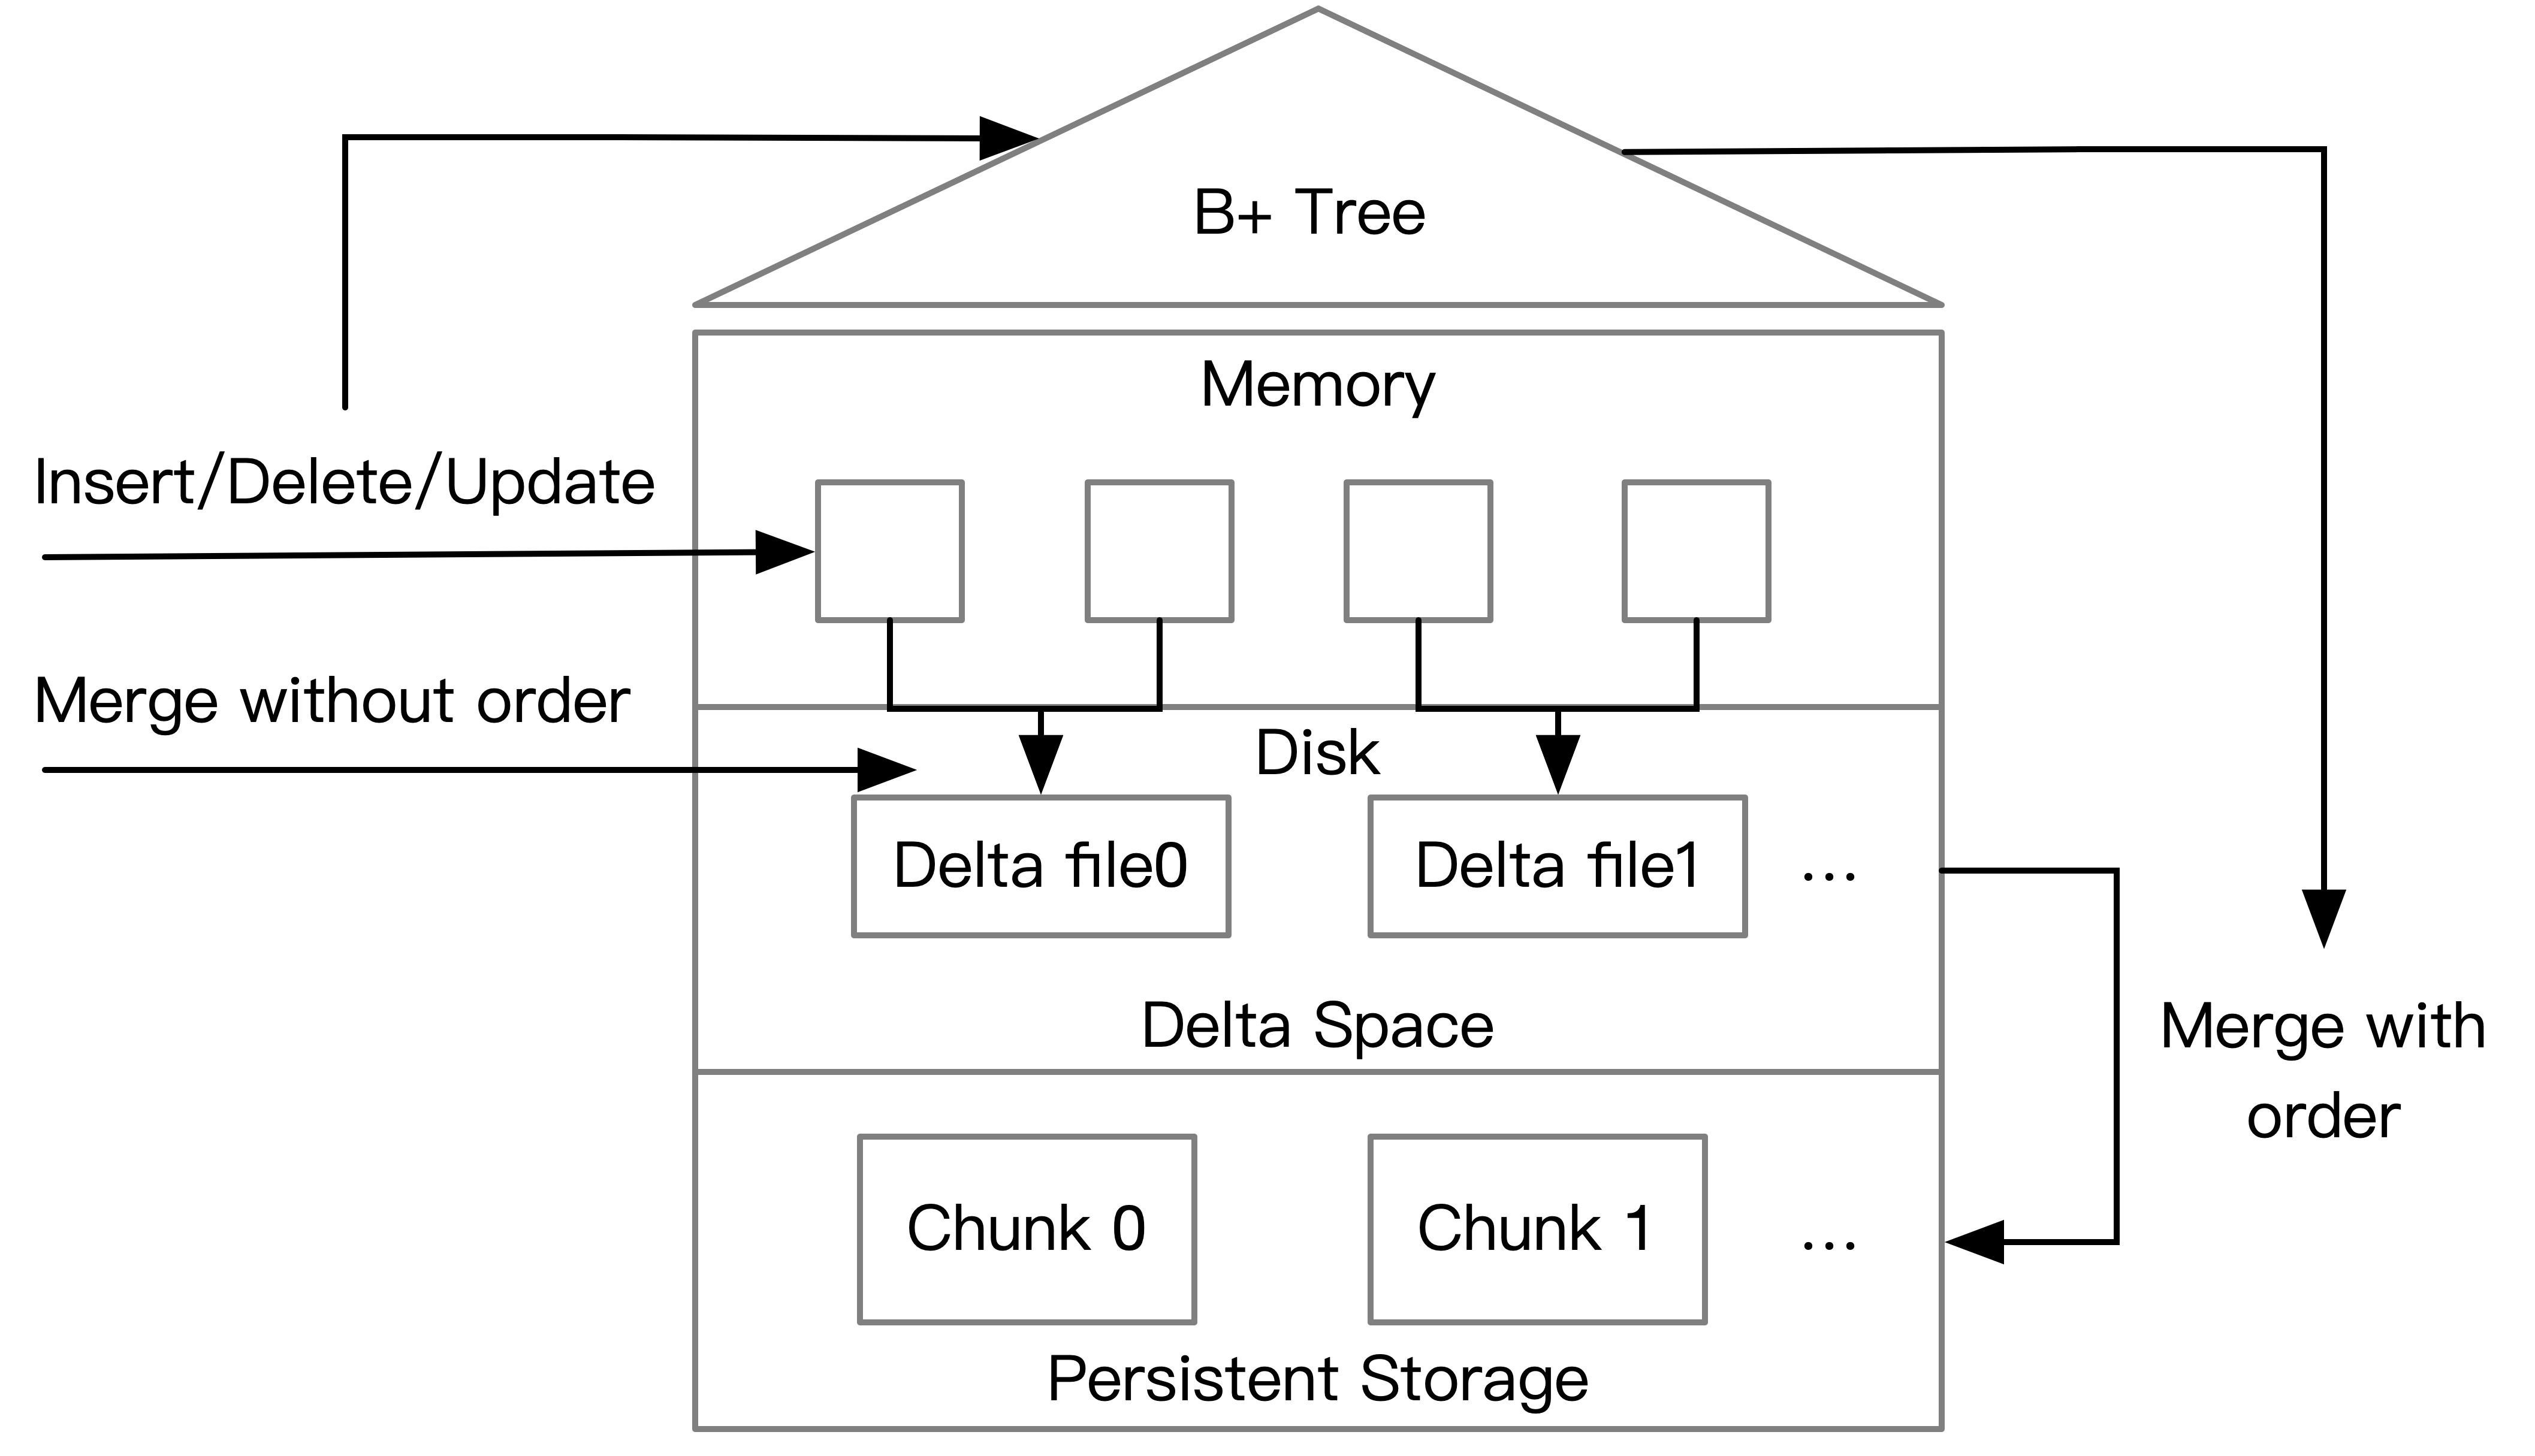 B+ Tree
Memory
Insert/Delete/Update
Merge without order
Disk
Delta file0
Delta file1
...
Delta Space
Merge with
order
Chunk 0
Chunk 1
...
Persistent Storage